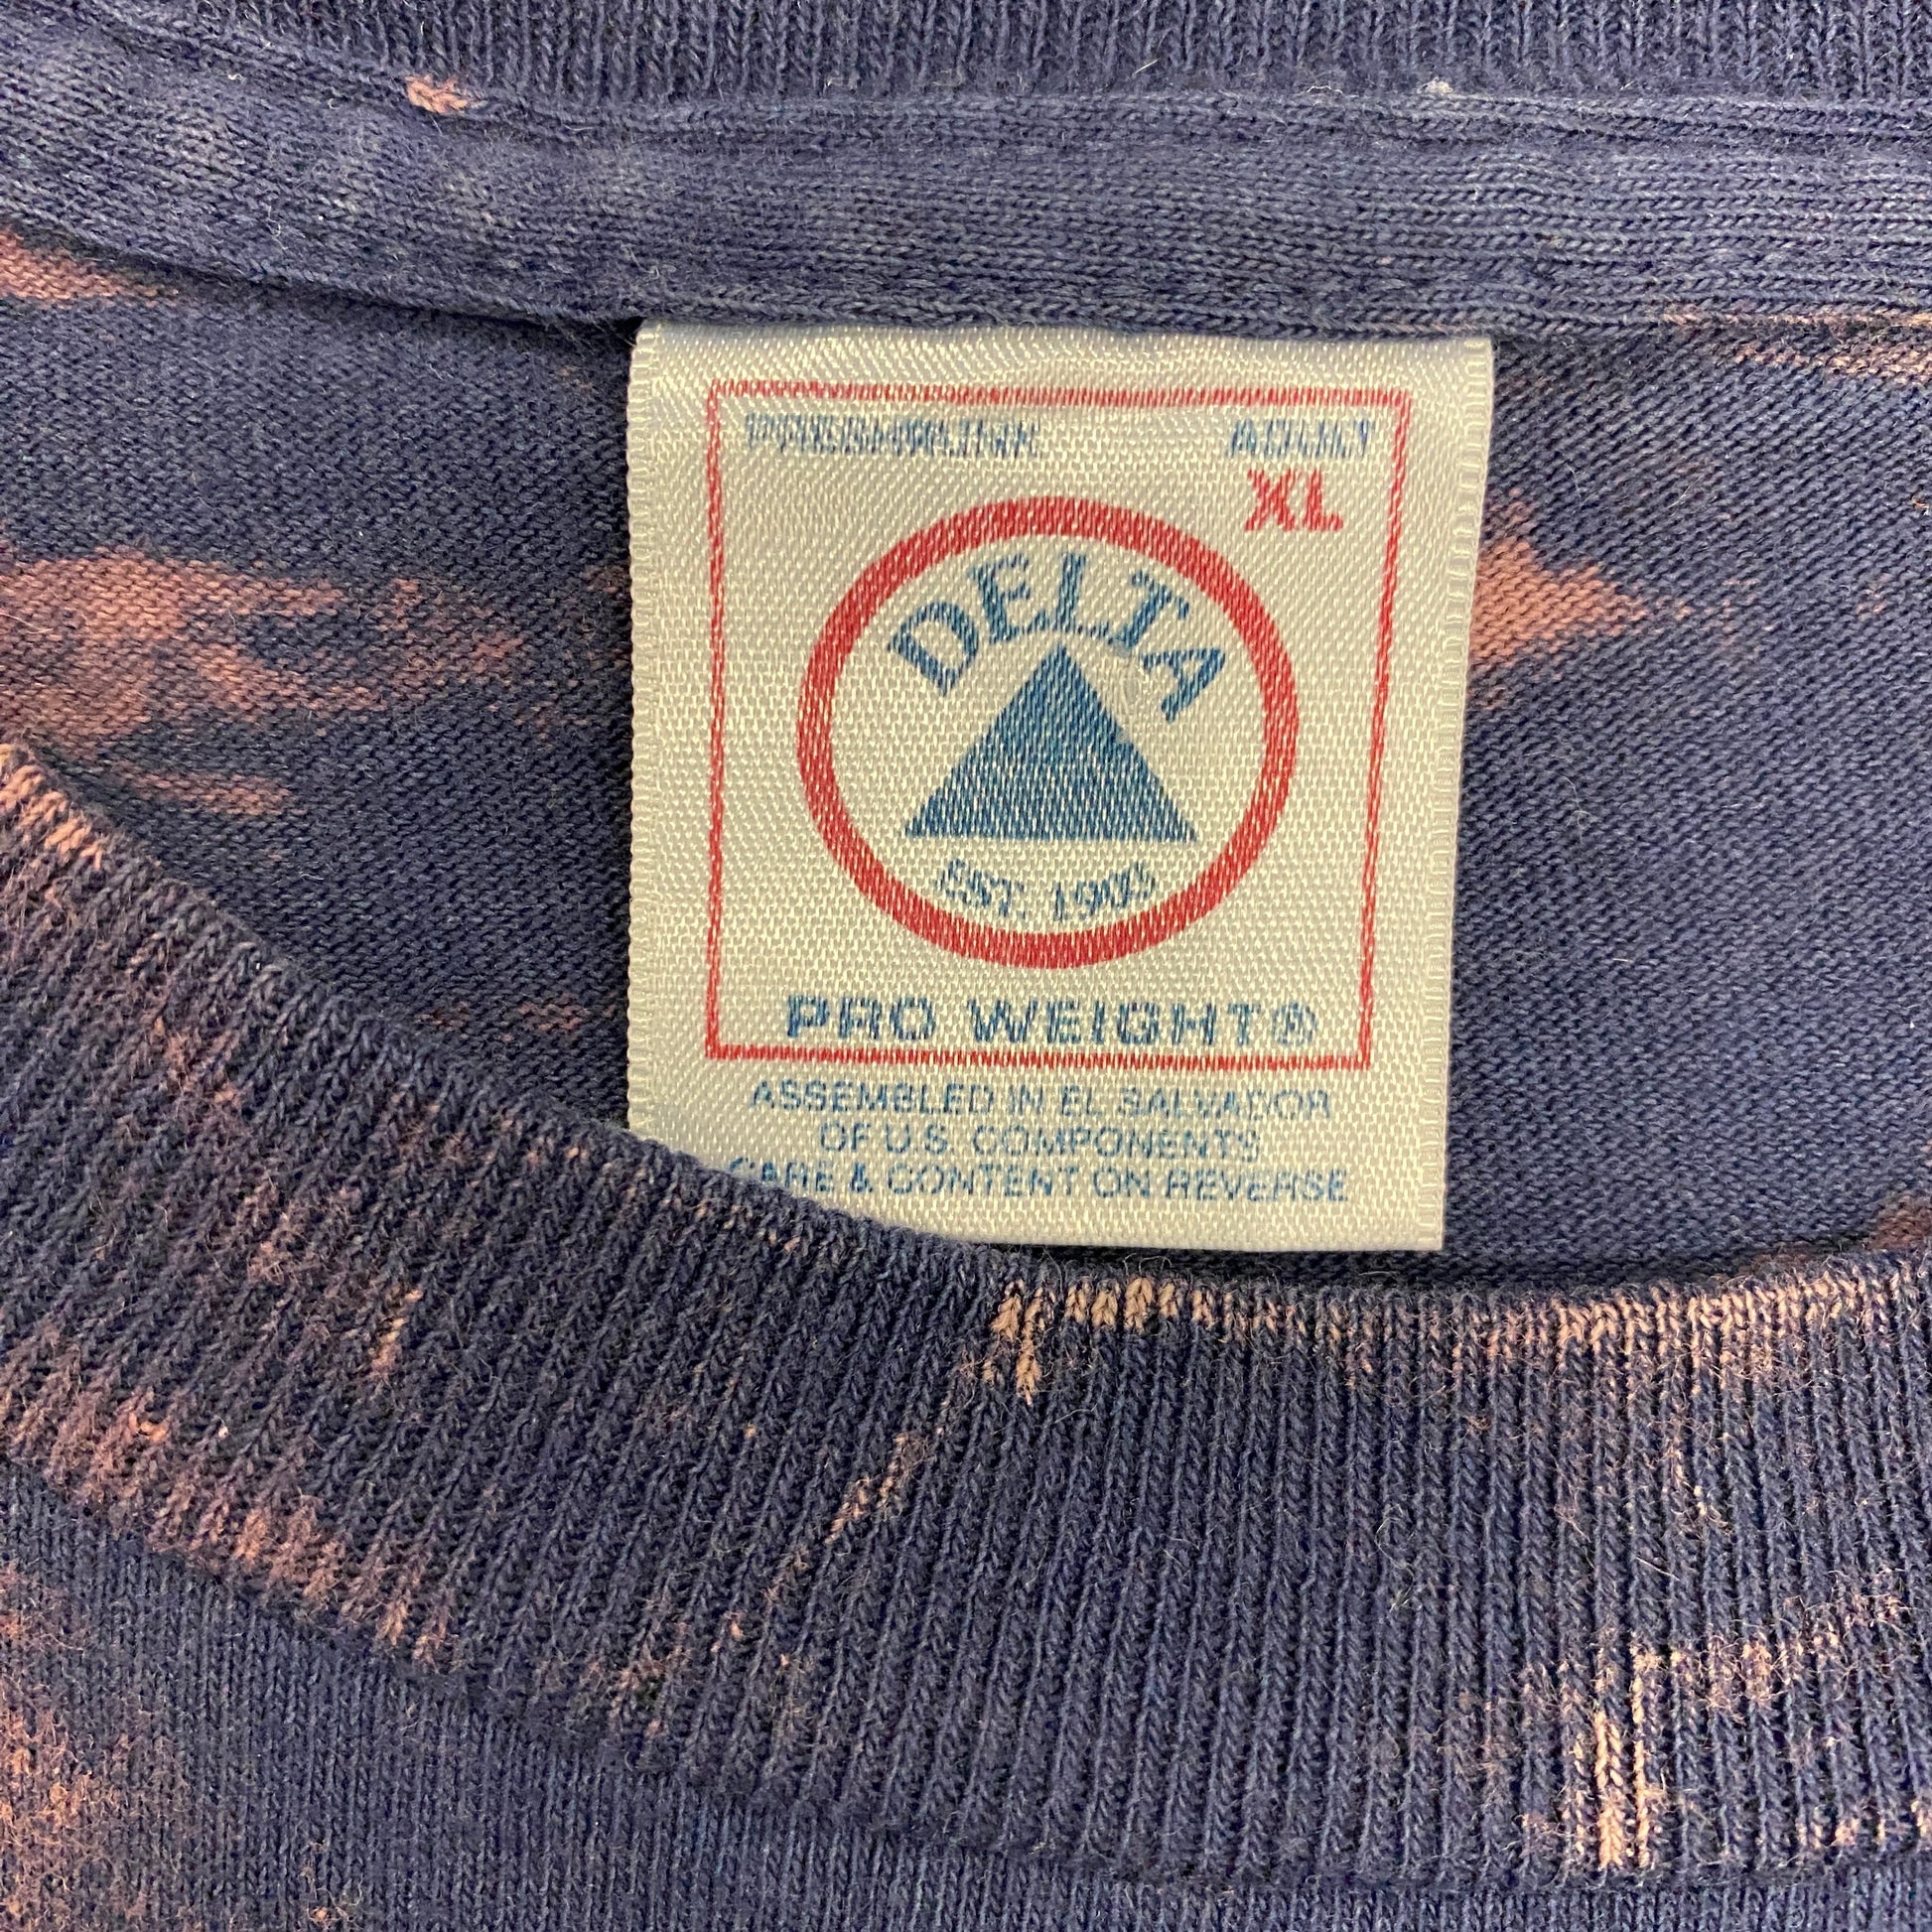 PRESHRUNK ADULT
XL
DELTA
EST. 1903
PRO WEIGHT®
ASSEMBLED IN EL SALVADOR
OF U.S. COMPONENTS
CARE & CONTENT ON REVERSE